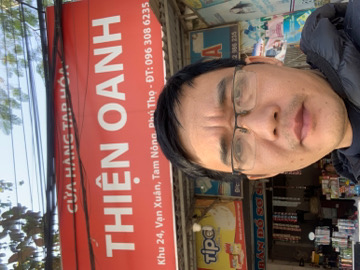 CỬA HÀNG TẠP HÓA
THIỆN OANH
Khu 24, Vạn Xuân, Tam Nông, Phú Thọ - ĐT: 096 308 6235